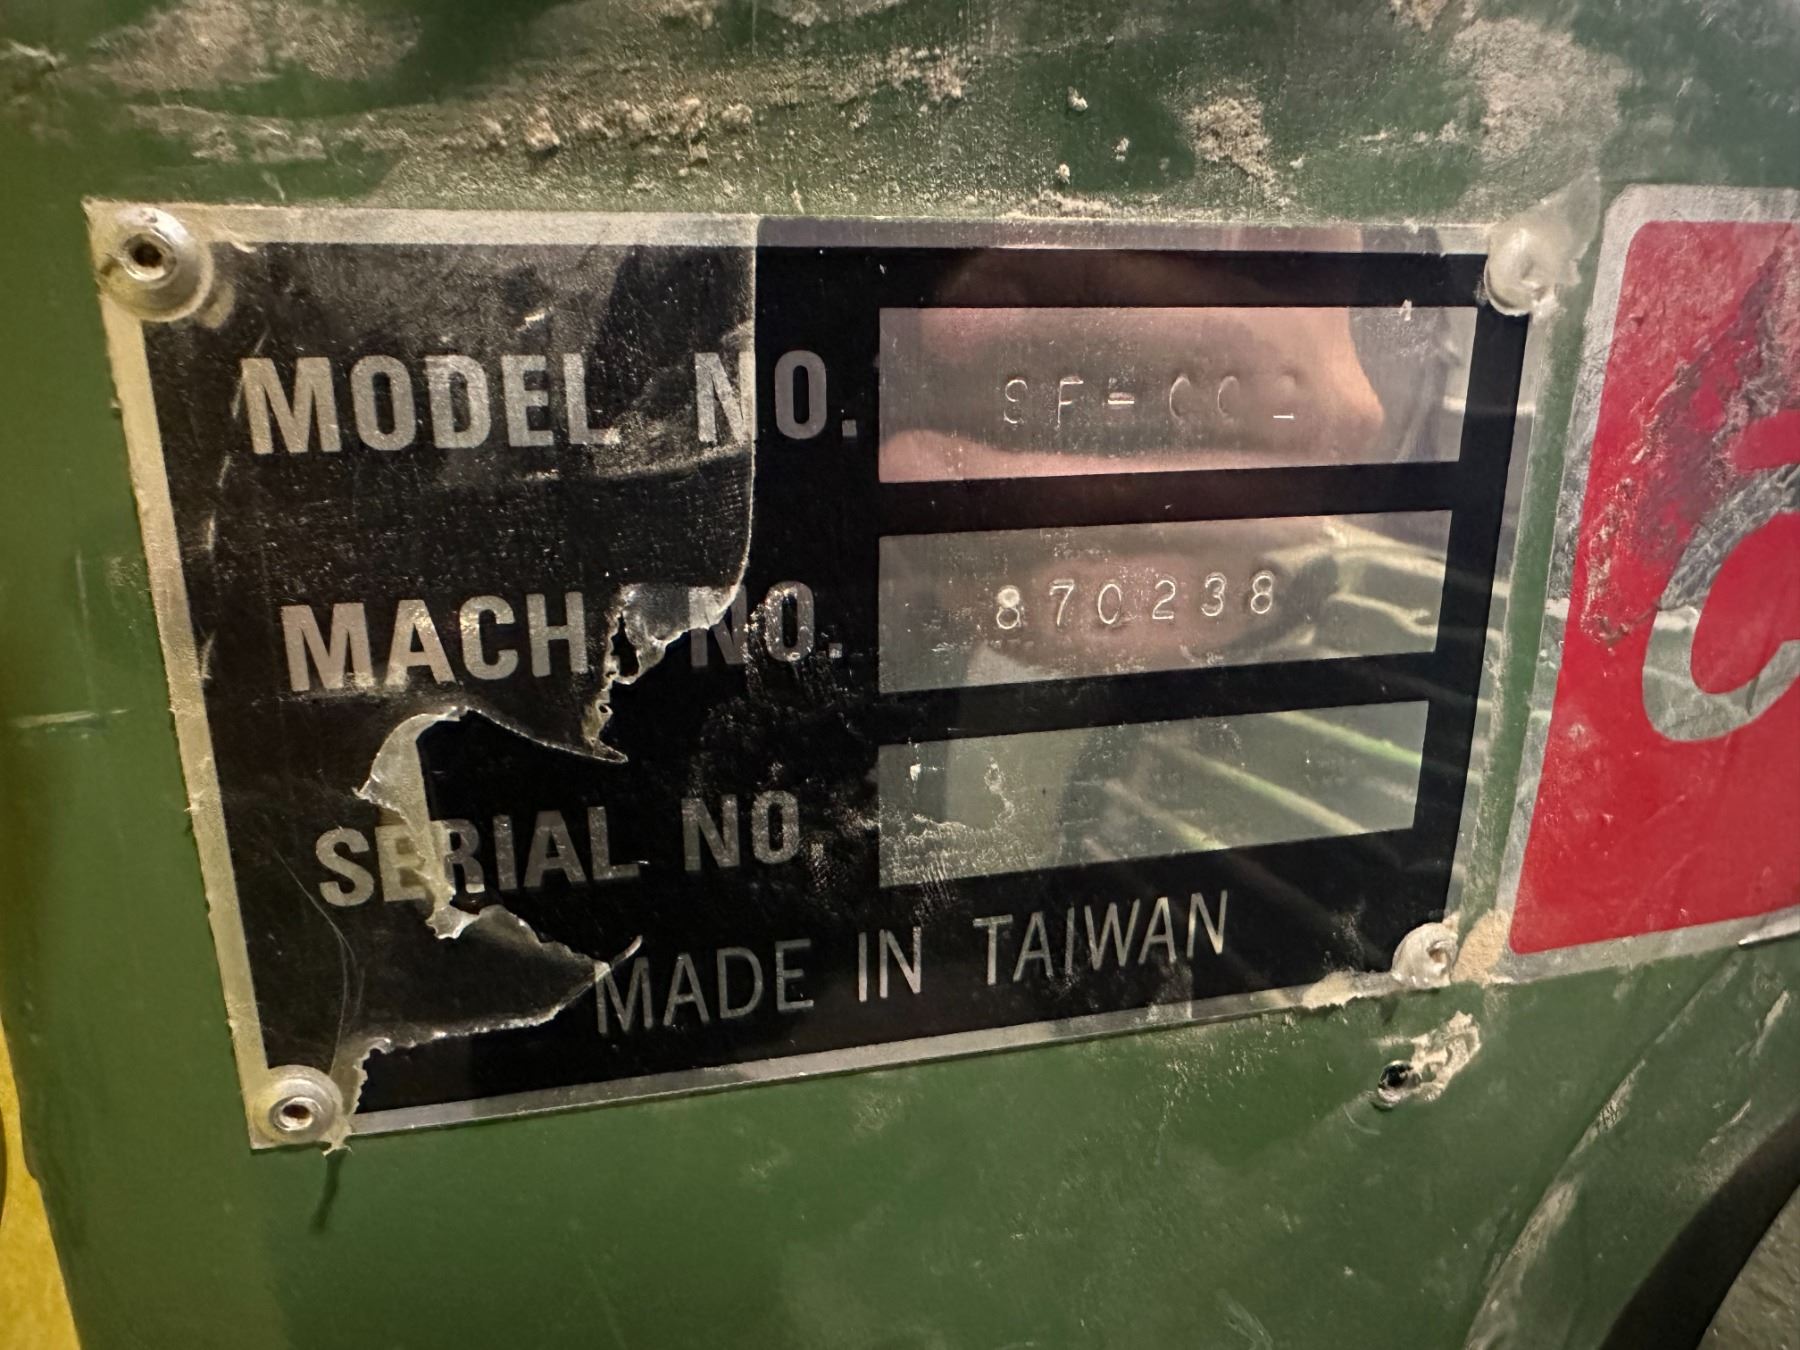 MODEL NO.
MACH NO. 870238
SERIAL NO.
MADE IN TAIWAN